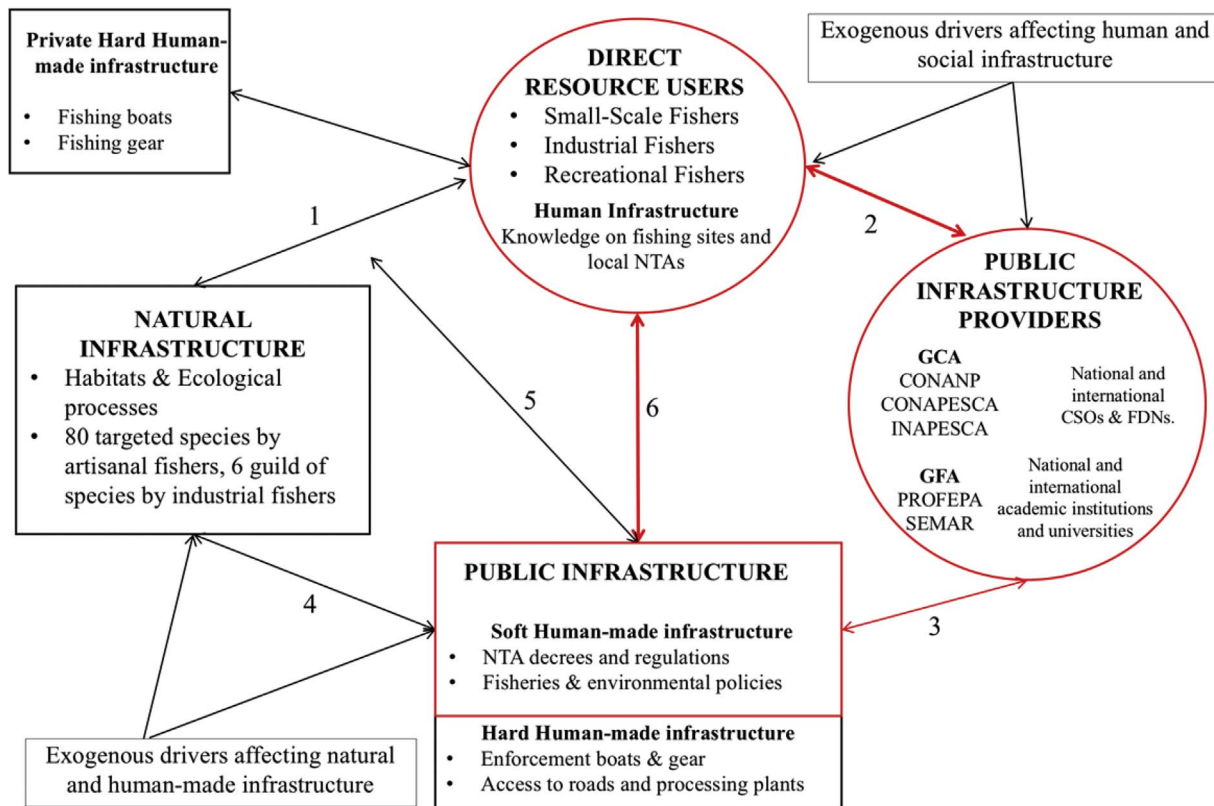 Private Hard Human-
made infrastructure
• Fishing boats
• Fishing gear
DIRECT
RESOURCE USERS
• Small-Scale Fishers
• Industrial Fishers
• Recreational Fishers
Human Infrastructure
Knowledge on fishing sites and
local NTAs
Exogenous drivers affecting human and
social infrastructure
1
2
NATURAL
INFRASTRUCTURE
• Habitats & Ecological
processes
• 80 targeted species by
artisanal fishers, 6 guild of
species by industrial fishers
5
6
PUBLIC
INFRASTRUCTURE
PROVIDERS
GCA
CONANP
CONAPESCA
INAPESCA
National and
international
CSOs & FDNs.
GFA
PROFEPA
SEMAR
National and
international
academic institutions
and universities
4
3
PUBLIC INFRASTRUCTURE
Soft Human-made infrastructure
• NTA decrees and regulations
• Fisheries & environmental policies
Hard Human-made infrastructure
• Enforcement boats & gear
• Access to roads and processing plants
Exogenous drivers affecting natural
and human-made infrastructure